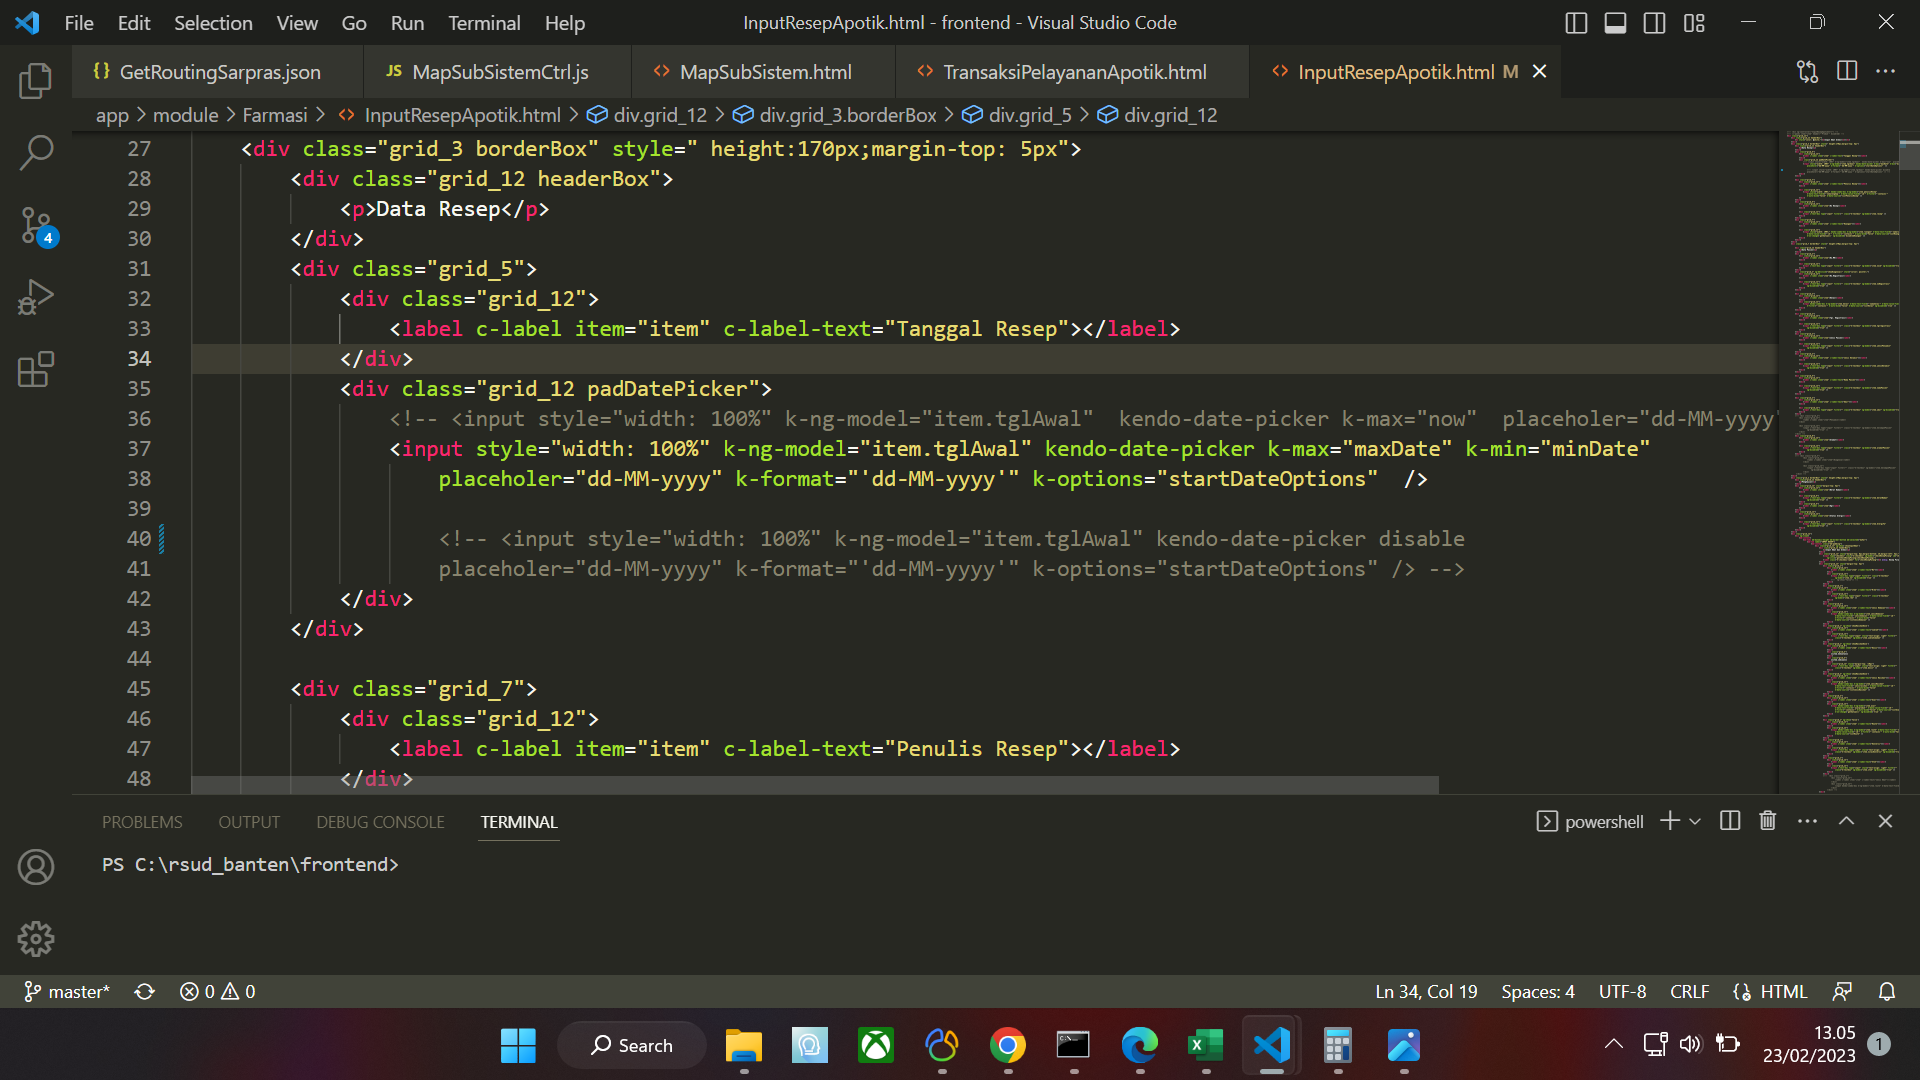 File Edit Selection View Go Run Terminal Help InputResepApotik.html - frontend - Visual Studio Code
{} GetRoutingSarpras.json JS MapSubSistemCtrl.js <> MapSubSistem.html <> TransaksiPelayananApotik.html <> InputResepApotik.html M
app > module > Farmasi > <> InputResepApotik.html > div.grid_12 > div.grid_3.borderBox > div.grid_5 > div.grid_12
27 <div class="grid_3 borderBox" style=" height:170px;margin-top: 5px">
28 <div class="grid_12 headerBox">
29 <p>Data Resep</p>
30 </div>
31 <div class="grid_5">
32 <div class="grid_12">
33 <label c-label item="item" c-label-text="Tanggal Resep"></label>
34 </div>
35 <div class="grid_12 padDatePicker">
36 <!-- <input style="width: 100%" k-ng-model="item.tglAwal"  kendo-date-picker k-max="now"  placeholer="dd-MM-yyyy"
37 <input style="width: 100%" k-ng-model="item.tglAwal" kendo-date-picker k-max="maxDate" k-min="minDate"
38 placeholer="dd-MM-yyyy" k-format="'dd-MM-yyyy'" k-options="startDateOptions"  />
39
40 <!-- <input style="width: 100%" k-ng-model="item.tglAwal" kendo-date-picker disable
41 placeholer="dd-MM-yyyy" k-format="'dd-MM-yyyy'" k-options="startDateOptions" /> -->
42 </div>
43 </div>
44
45 <div class="grid_7">
46 <div class="grid_12">
47 <label c-label item="item" c-label-text="Penulis Resep"></label>
48 </div>
4
PROBLEMS OUTPUT DEBUG CONSOLE TERMINAL powershell
PS C:\rsud_banten\frontend>
master* 0 0 Ln 34, Col 19 Spaces: 4 UTF-8 CRLF HTML
Search
13.05
23/02/2023
1